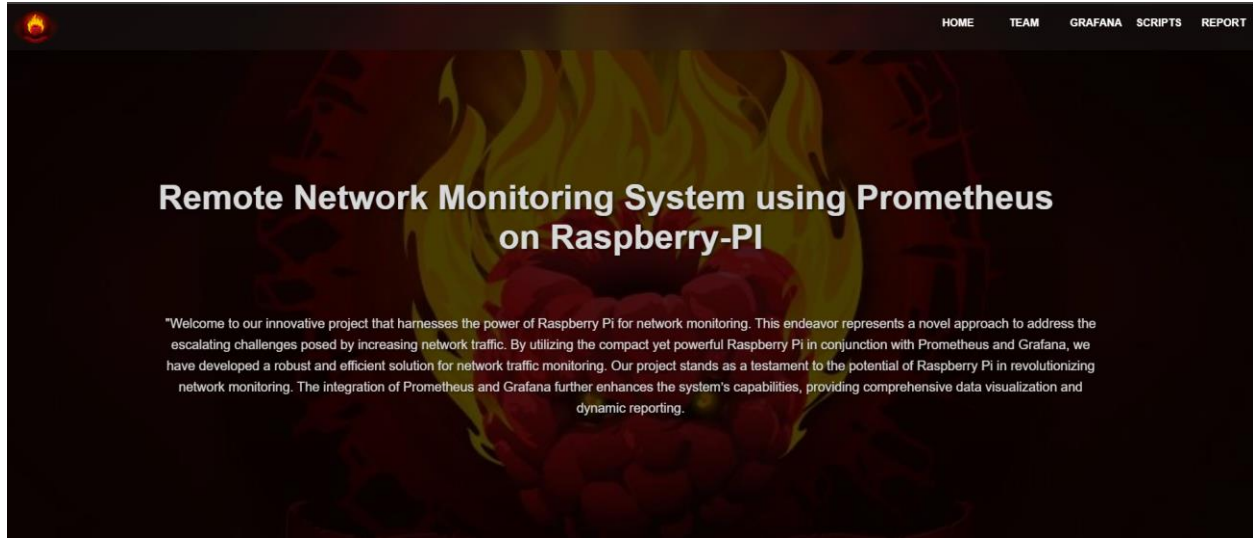 HOME TEAM GRAFANA SCRIPTS REPORT
Remote Network Monitoring System using Prometheus
on Raspberry-PI
"Welcome to our innovative project that harnesses the power of Raspberry Pi for network monitoring. This endeavor represents a novel approach to address the
escalating challenges posed by increasing network traffic. By utilizing the compact yet powerful Raspberry Pi in conjunction with Prometheus and Grafana, we
have developed a robust and efficient solution for network traffic monitoring. Our project stands as a testament to the potential of Raspberry Pi in revolutionizing
network monitoring. The integration of Prometheus and Grafana further enhances the system's capabilities, providing comprehensive data visualization and
dynamic reporting.